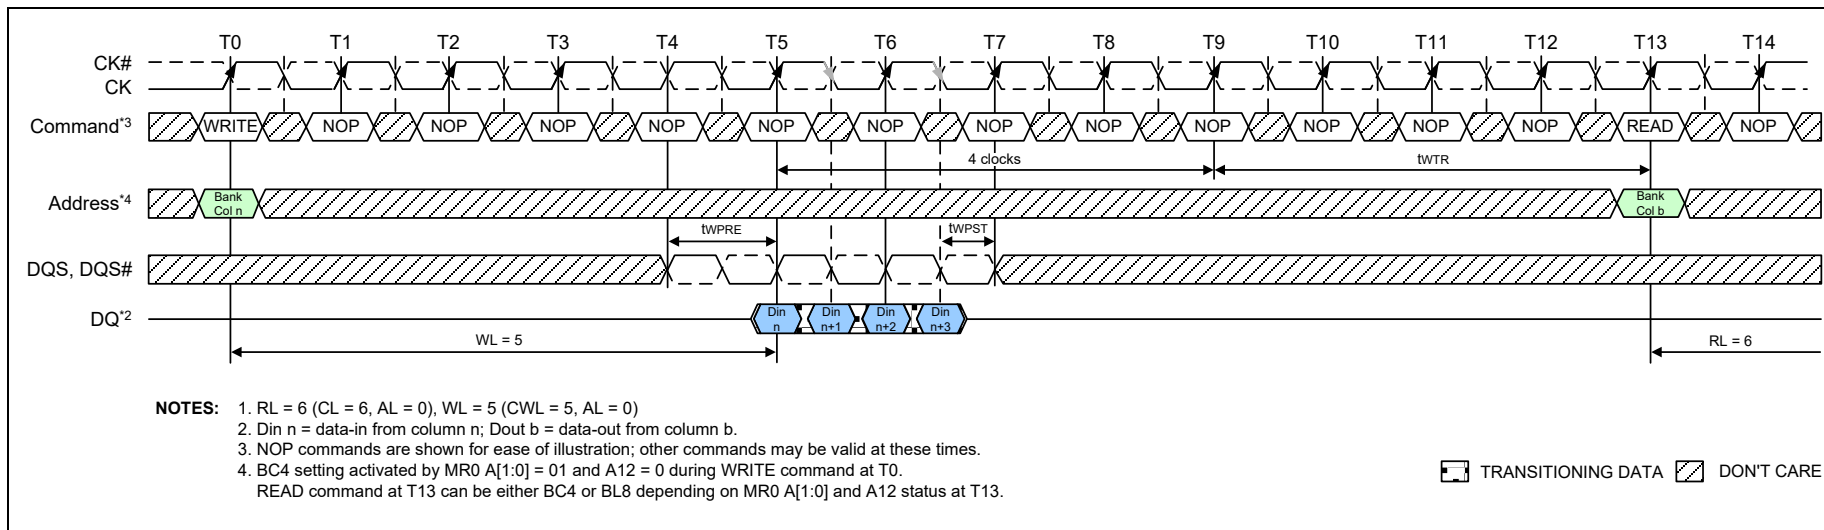 T0 T1 T2 T3 T4 T5 T6 T7 T8 T9 T10 T11 T12 T13 T14
CK#
CK
Command*3 WRITE NOP NOP NOP NOP NOP NOP NOP NOP NOP NOP NOP NOP READ NOP
4 clocks tWTR
Address*4 Bank Col n Bank Col b
tWPRE tWPST
DQS, DQS#
DQ*2 Din n Din n+1 Din n+2 Din n+3
WL = 5 RL = 6
NOTES: 1. RL = 6 (CL = 6, AL = 0), WL = 5 (CWL = 5, AL = 0)
2. Din n = data-in from column n; Dout b = data-out from column b.
3. NOP commands are shown for ease of illustration; other commands may be valid at these times.
4. BC4 setting activated by MR0 A[1:0] = 01 and A12 = 0 during WRITE command at T0.
READ command at T13 can be either BC4 or BL8 depending on MR0 A[1:0] and A12 status at T13.
TRANSITIONING DATA DON'T CARE